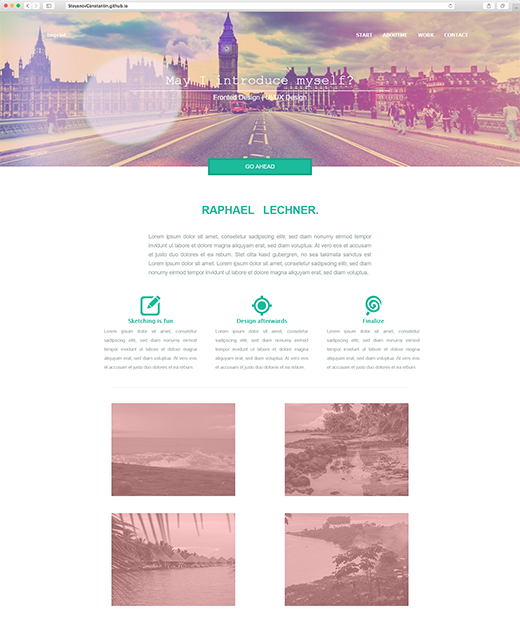 StoyanovConstantin.github.io
START ABOUTME WORK CONTACT
May I introduce myself?
Fronted Design | UI/UX Design
GO AHEAD
RAPHAEL LECHNER.
Lorem ipsum dolor sit amet, consetetur sadipscing elitr, sed diam nonumy eirmod tempor
invidunt ut labore et dolore magna aliquyam erat, sed diam voluptua. At vero eos et
accusam et justo duo dolores et ea rebum. Stet clita kasd gubergren, no sea takimata sanctus est
Lorem ipsum dolor sit amet. Lorem ipsum dolor sit amet, consetetur sadipscing elitr, sed diam
nonumy eirmod tempor invidunt ut labore et dolore magna aliquyam erat, sed diam voluptua.
Sketching is fun
Lorem ipsum dolor sit amet, consetetur
sadipscing elitr, sed diam nonumy eirmod
tempor invidunt ut labore et dolore magna
aliquyam erat, sed diam voluptua. At vero eos
et accusam et justo duo dolores et ea rebum.
Design afterwards
Lorem ipsum dolor sit amet, consetetur
sadipscing elitr, sed diam nonumy eirmod
tempor invidunt ut labore et dolore magna
aliquyam erat, sed diam voluptua. At vero eos
et accusam et justo duo dolores et ea rebum.
Finalize
Lorem ipsum dolor sit amet, consetetur
sadipscing elitr, sed diam nonumy eirmod
tempor invidunt ut labore et dolore magna
aliquyam erat, sed diam voluptua. At vero eos
et accusam et justo duo dolores et ea rebum.